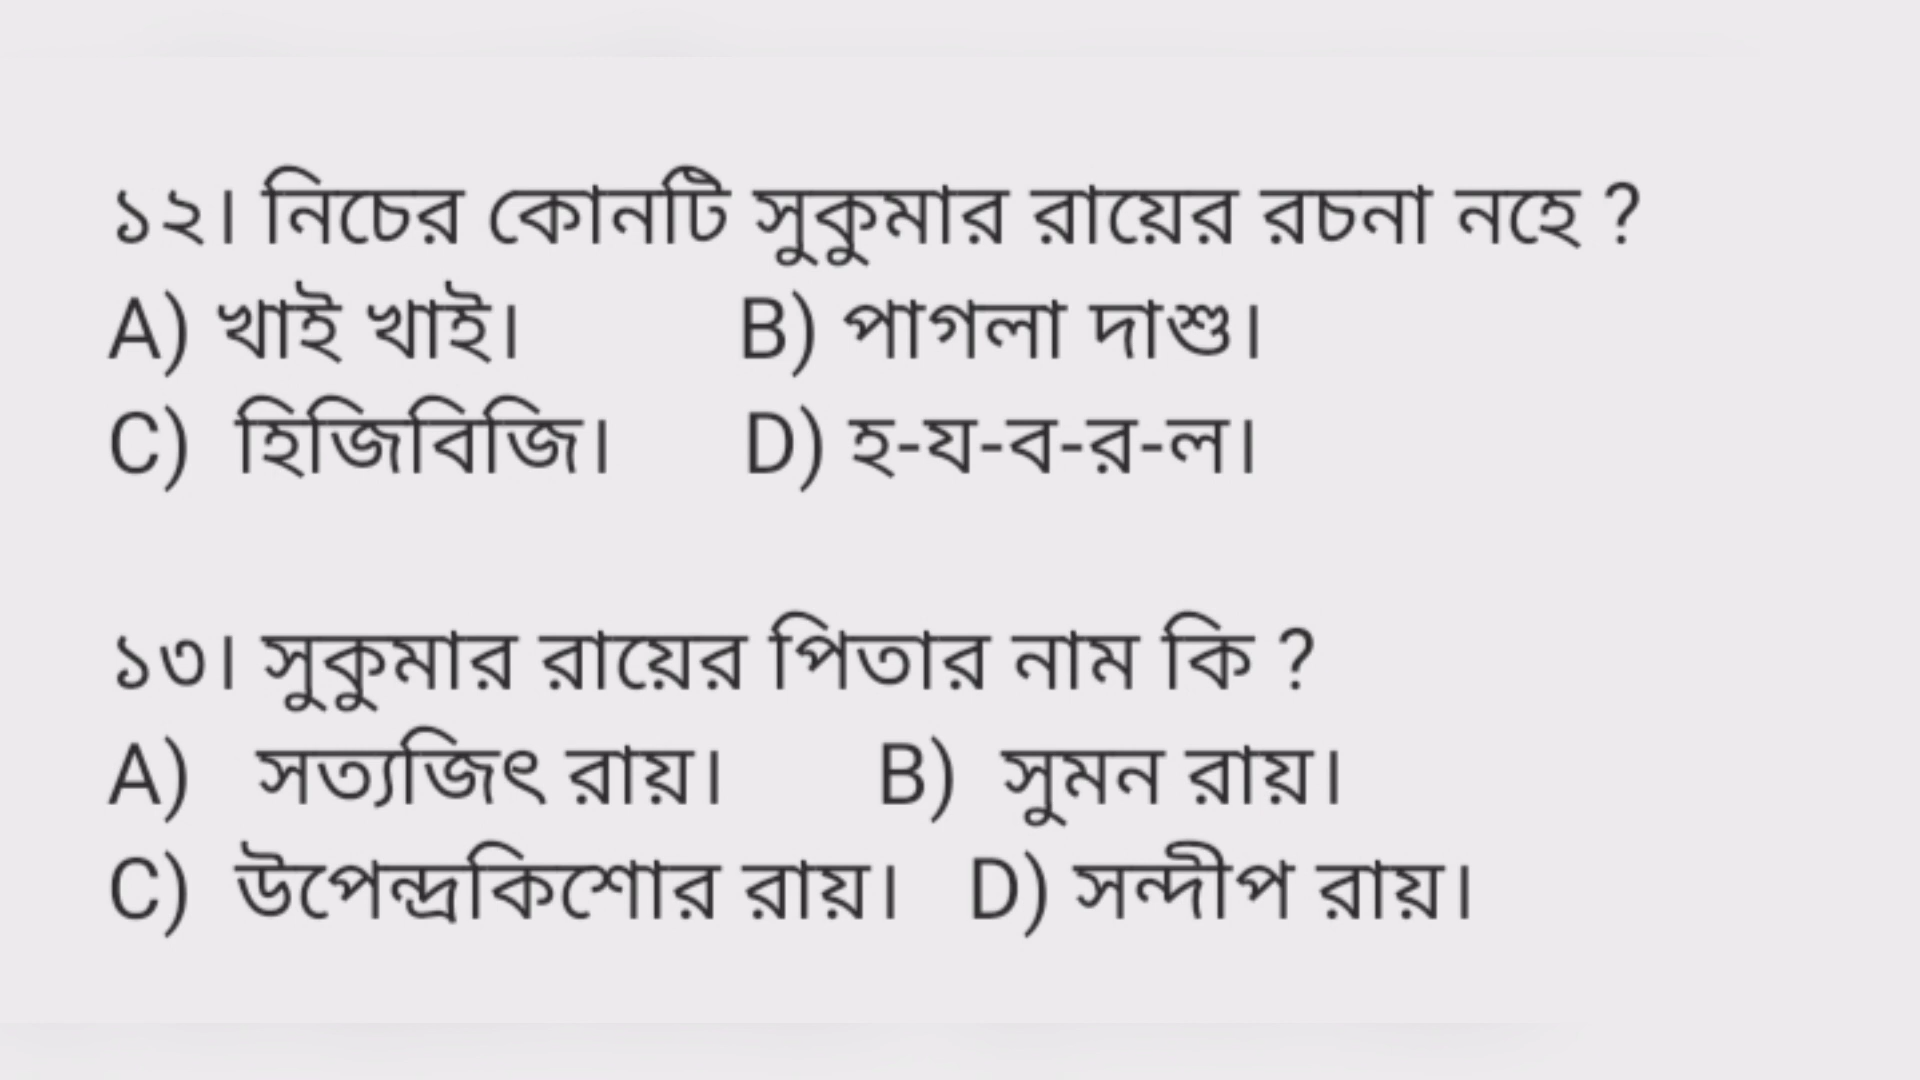 ১২। নিচের কোনটি সুকুমার রায়ের রচনা নহে ?
A) খাই খাই। B) পাগলা দাশু।
C) হিজিবিজি। D) হ-য-ব-র-ল।
১৩। সুকুমার রায়ের পিতার নাম কি ?
A) সত্যজিৎ রায়। B) সুমন রায়।
C) উপেন্দ্রকিশোর রায়। D) সন্দীপ রায়।